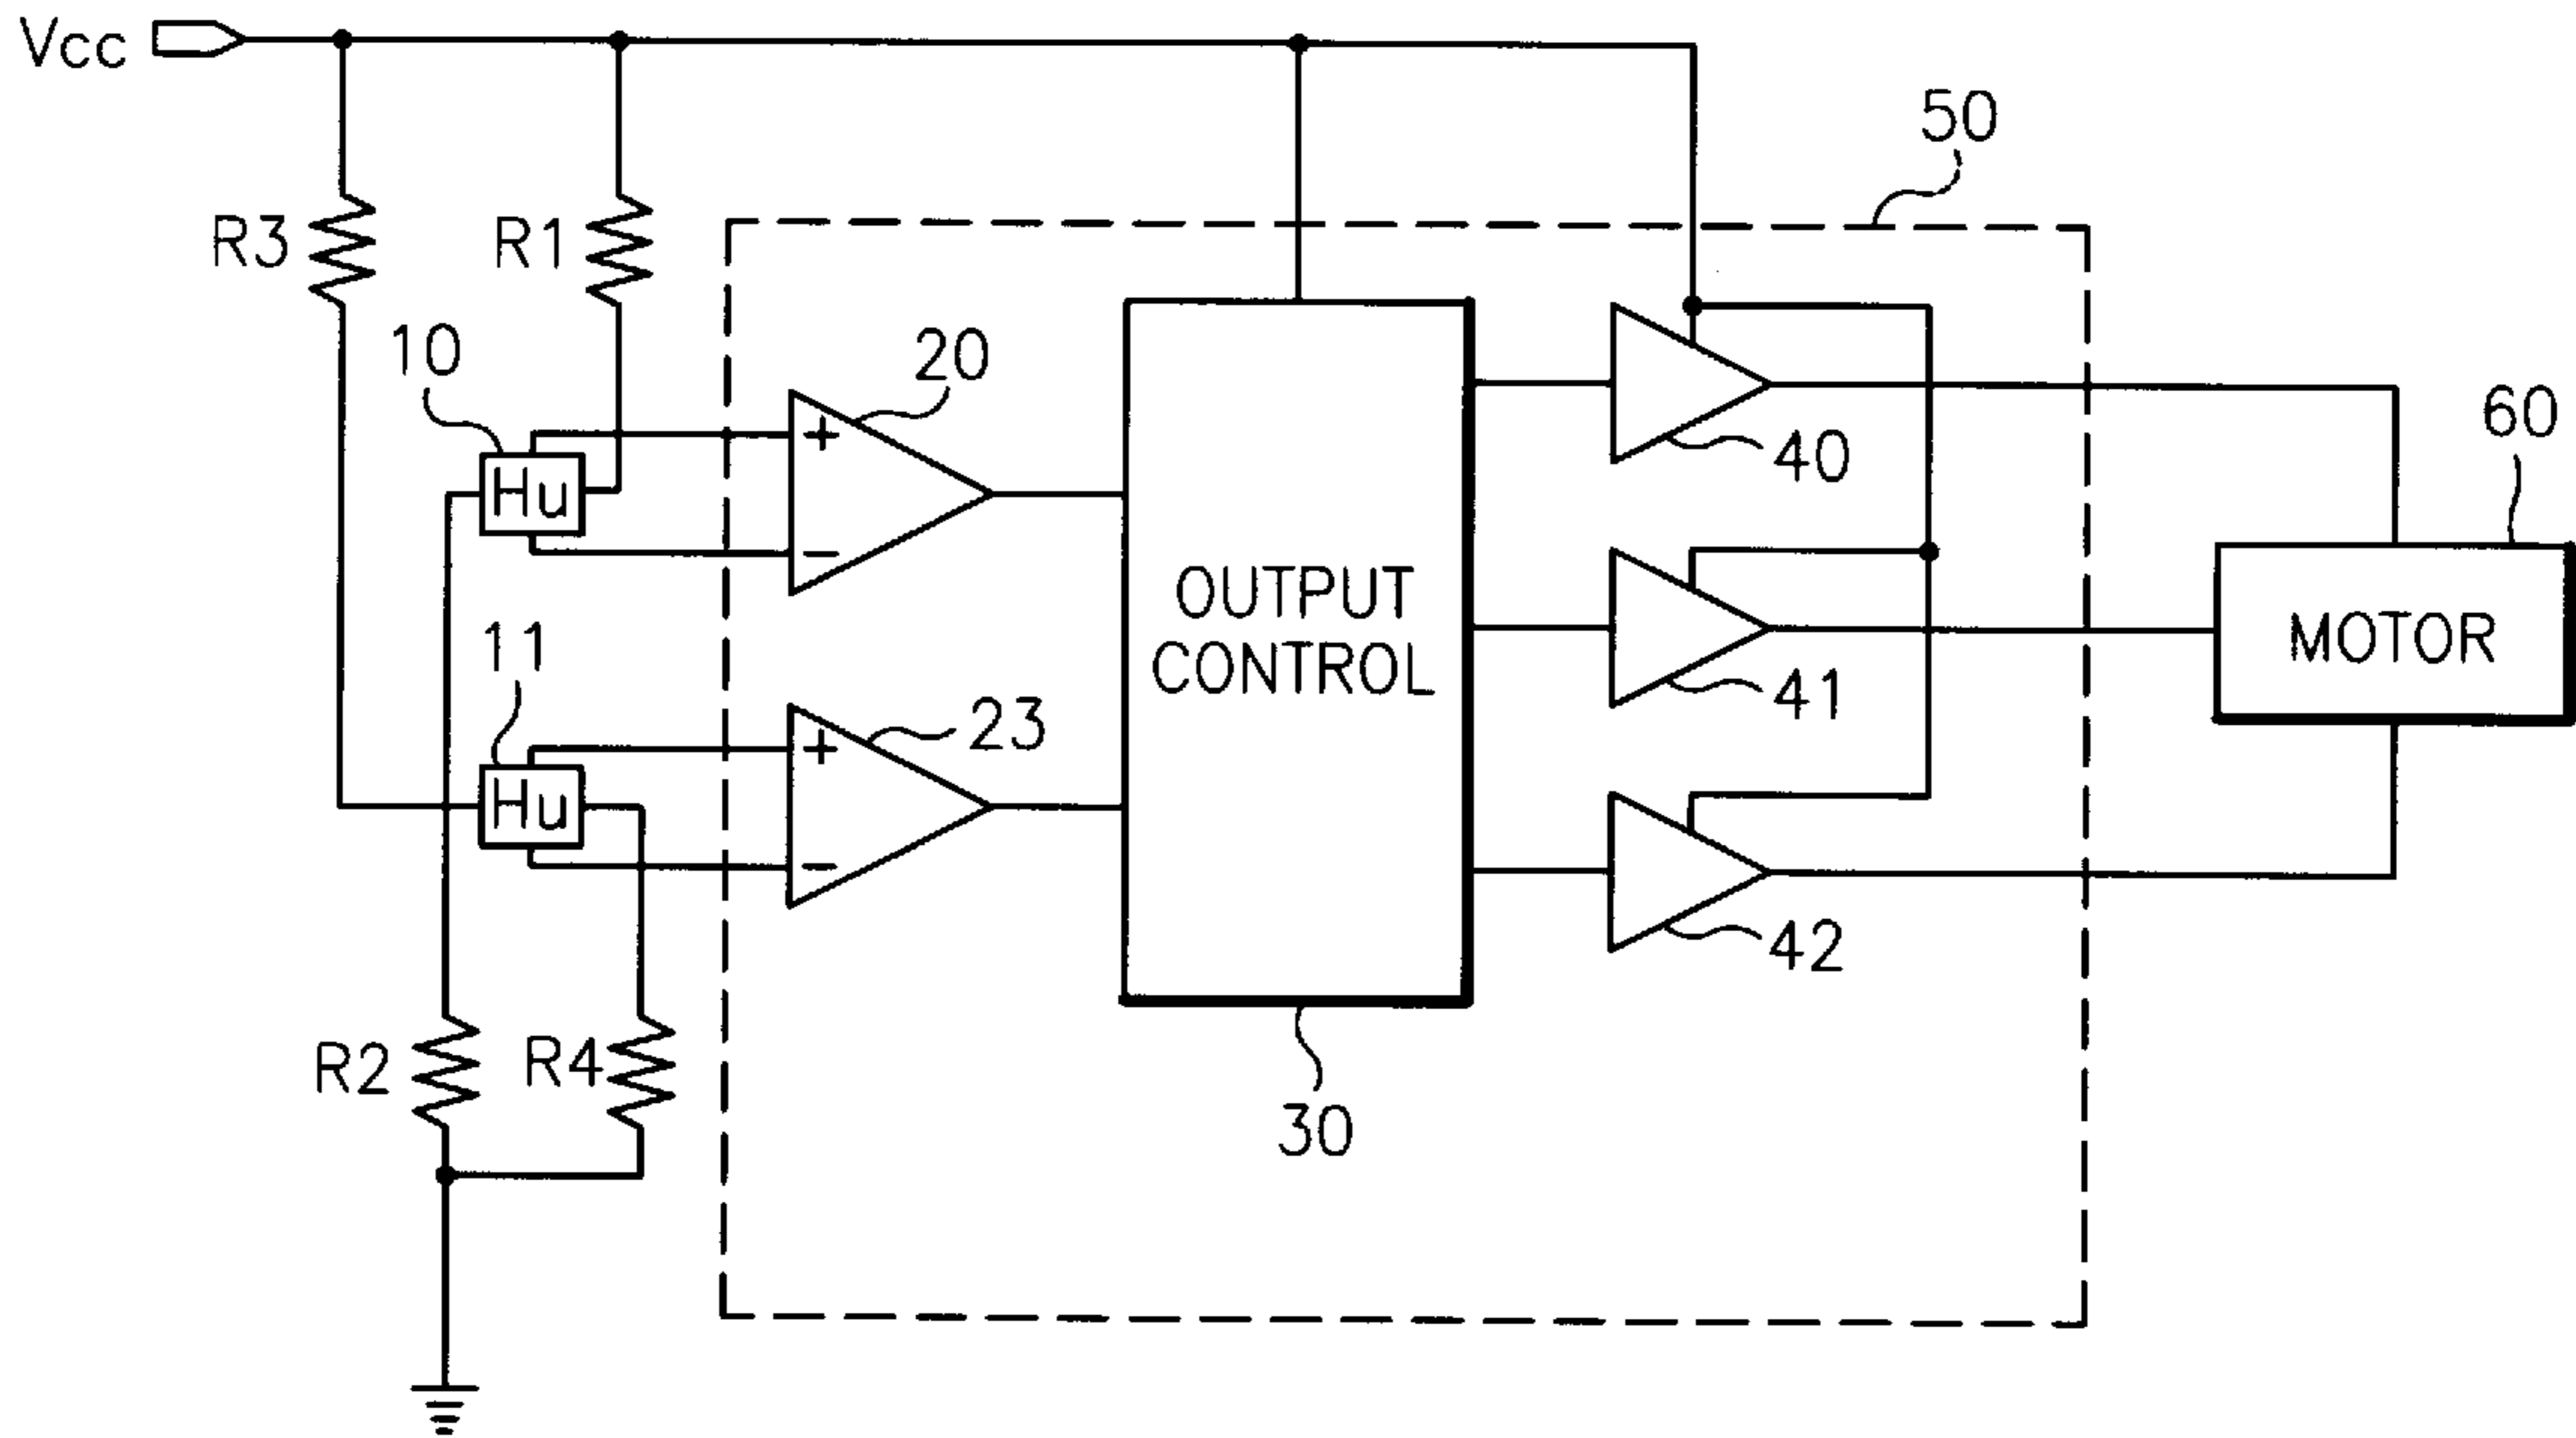 Vcc
50
R3
R1
10
20
+
Hu
−
40
60
OUTPUT
CONTROL
MOTOR
11
23
+
Hu
−
41
42
R2
R4
30